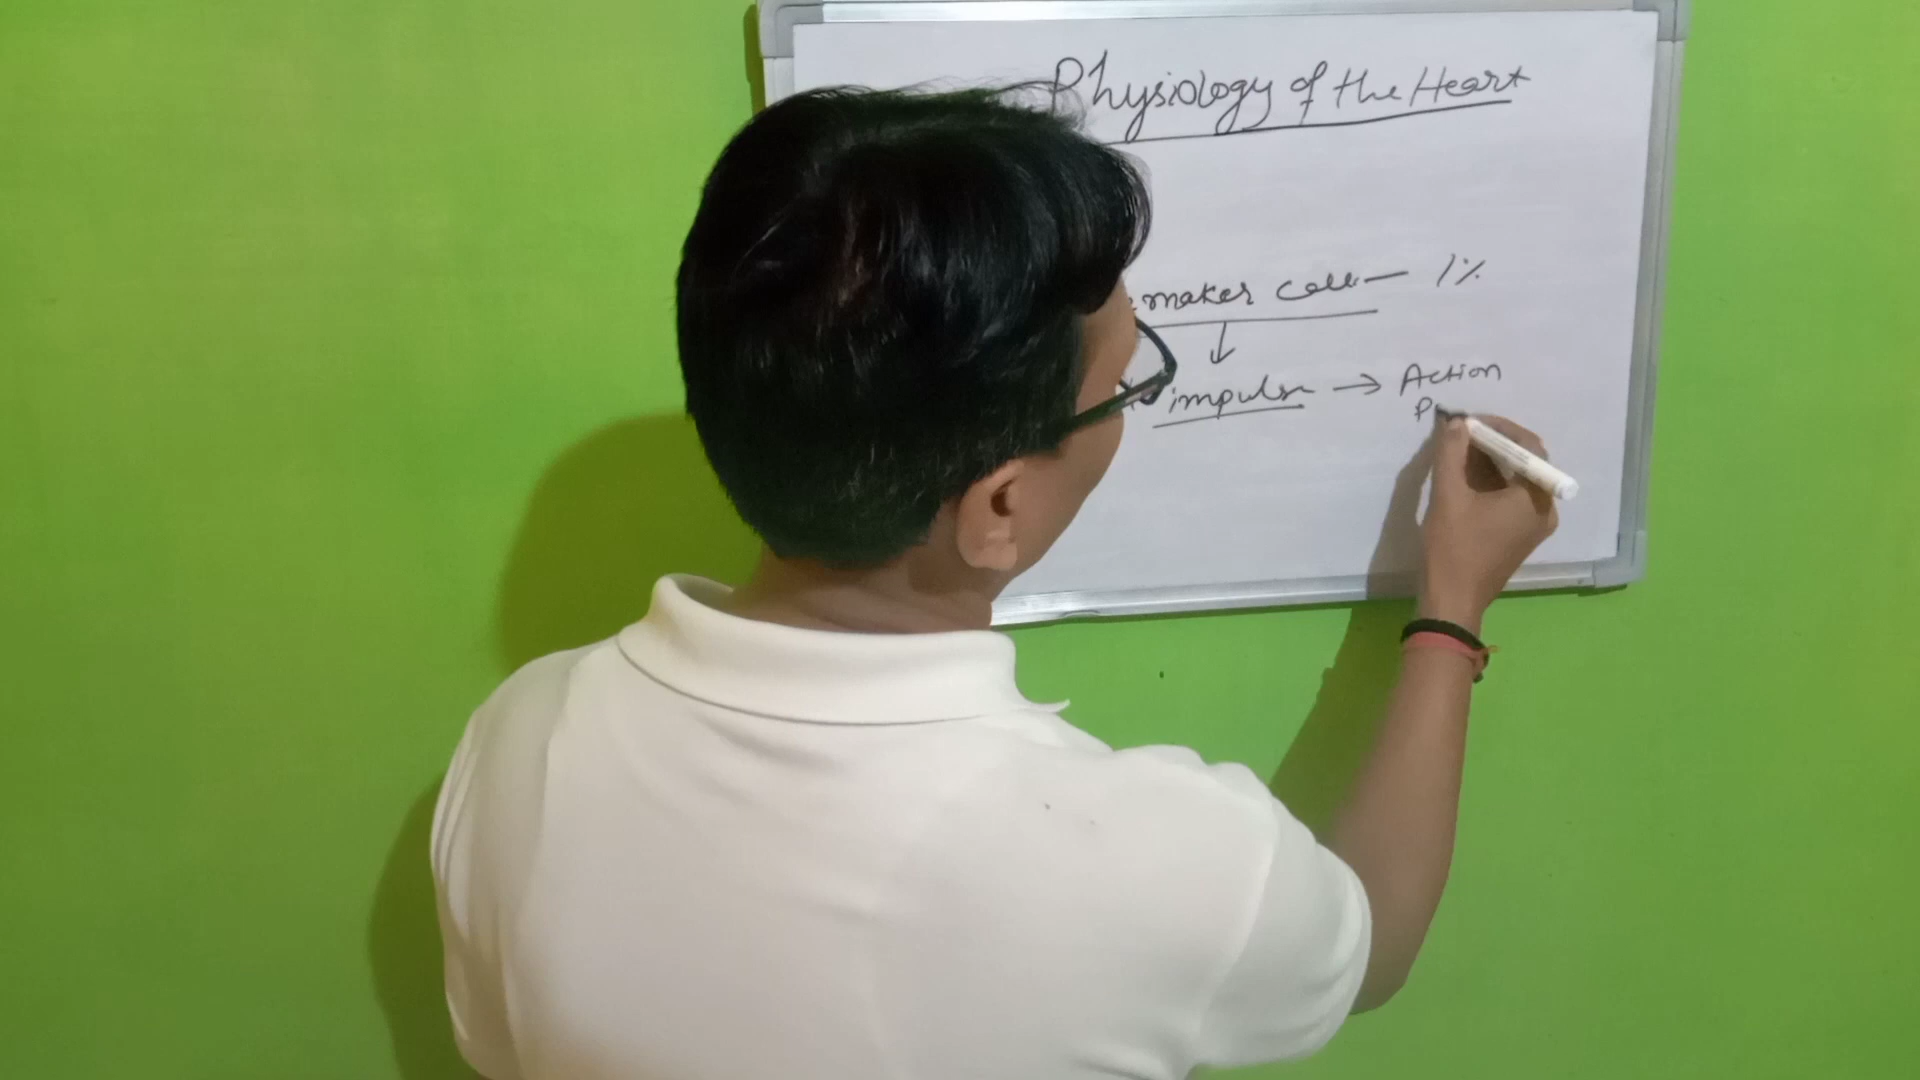 Physiology of the Heart
maker cell — 1%
↓
impulse → Action
P